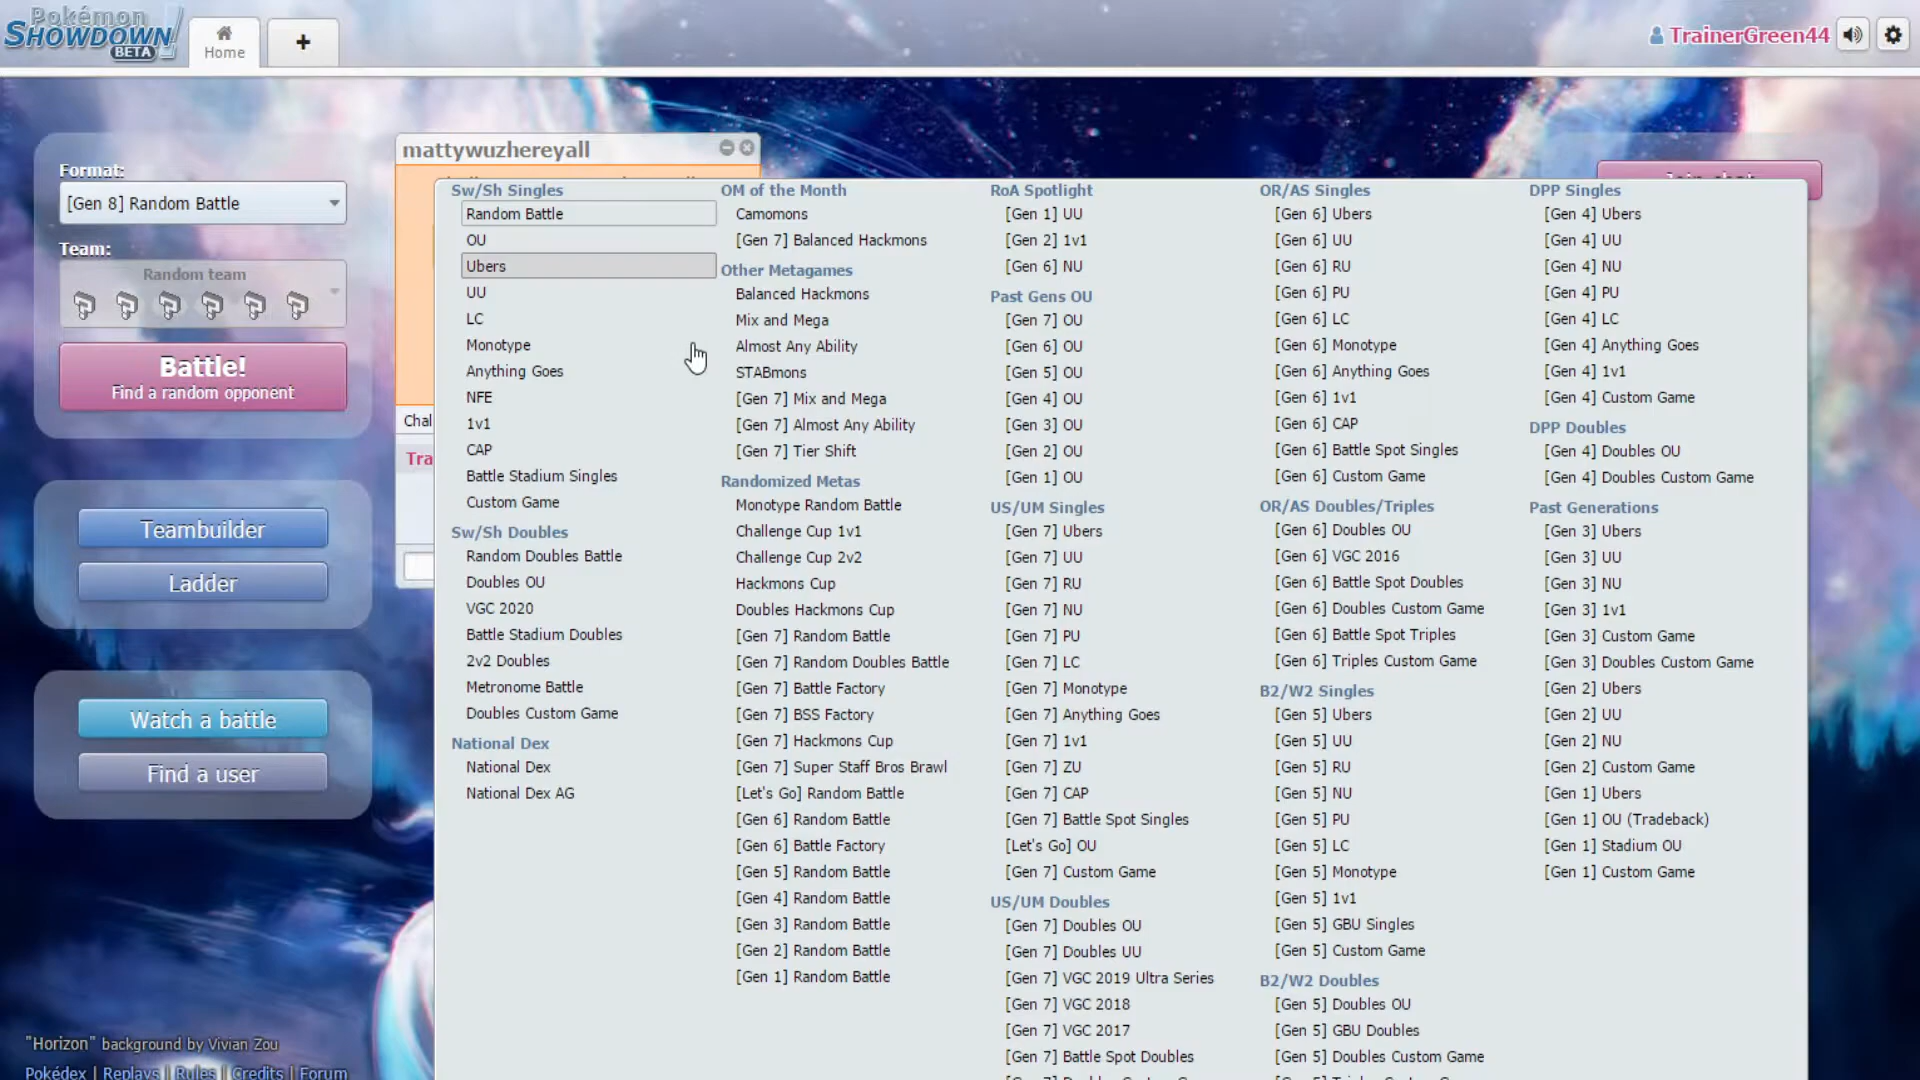 Pokémon
SHOWDOWN
BETA
Home
+
TrainerGreen44
Format:
[Gen 8] Random Battle
Team:
Random team
Battle!
Find a random opponent
Teambuilder
Ladder
Watch a battle
Find a user
"Horizon" background by Vivian Zou
Pokédex | Replays | Rules | Credits | Forum
mattywuzhereyall
Chal
Tra
Join chat
Sw/Sh Singles
Random Battle
OU
Ubers
UU
LC
Monotype
Anything Goes
NFE
1v1
CAP
Battle Stadium Singles
Custom Game
Sw/Sh Doubles
Random Doubles Battle
Doubles OU
VGC 2020
Battle Stadium Doubles
2v2 Doubles
Metronome Battle
Doubles Custom Game
National Dex
National Dex
National Dex AG
OM of the Month
Camomons
[Gen 7] Balanced Hackmons
Other Metagames
Balanced Hackmons
Mix and Mega
Almost Any Ability
STABmons
[Gen 7] Mix and Mega
[Gen 7] Almost Any Ability
[Gen 7] Tier Shift
Randomized Metas
Monotype Random Battle
Challenge Cup 1v1
Challenge Cup 2v2
Hackmons Cup
Doubles Hackmons Cup
[Gen 7] Random Battle
[Gen 7] Random Doubles Battle
[Gen 7] Battle Factory
[Gen 7] BSS Factory
[Gen 7] Hackmons Cup
[Gen 7] Super Staff Bros Brawl
[Let's Go] Random Battle
[Gen 6] Random Battle
[Gen 6] Battle Factory
[Gen 5] Random Battle
[Gen 4] Random Battle
[Gen 3] Random Battle
[Gen 2] Random Battle
[Gen 1] Random Battle
RoA Spotlight
[Gen 1] UU
[Gen 2] 1v1
[Gen 6] NU
Past Gens OU
[Gen 7] OU
[Gen 6] OU
[Gen 5] OU
[Gen 4] OU
[Gen 3] OU
[Gen 2] OU
[Gen 1] OU
US/UM Singles
[Gen 7] Ubers
[Gen 7] UU
[Gen 7] RU
[Gen 7] NU
[Gen 7] PU
[Gen 7] LC
[Gen 7] Monotype
[Gen 7] Anything Goes
[Gen 7] 1v1
[Gen 7] ZU
[Gen 7] CAP
[Gen 7] Battle Spot Singles
[Let's Go] OU
[Gen 7] Custom Game
US/UM Doubles
[Gen 7] Doubles OU
[Gen 7] Doubles UU
[Gen 7] VGC 2019 Ultra Series
[Gen 7] VGC 2018
[Gen 7] VGC 2017
[Gen 7] Battle Spot Doubles
OR/AS Singles
[Gen 6] Ubers
[Gen 6] UU
[Gen 6] RU
[Gen 6] PU
[Gen 6] LC
[Gen 6] Monotype
[Gen 6] Anything Goes
[Gen 6] 1v1
[Gen 6] CAP
[Gen 6] Battle Spot Singles
[Gen 6] Custom Game
OR/AS Doubles/Triples
[Gen 6] Doubles OU
[Gen 6] VGC 2016
[Gen 6] Battle Spot Doubles
[Gen 6] Doubles Custom Game
[Gen 6] Battle Spot Triples
[Gen 6] Triples Custom Game
B2/W2 Singles
[Gen 5] Ubers
[Gen 5] UU
[Gen 5] RU
[Gen 5] NU
[Gen 5] PU
[Gen 5] LC
[Gen 5] Monotype
[Gen 5] 1v1
[Gen 5] GBU Singles
[Gen 5] Custom Game
B2/W2 Doubles
[Gen 5] Doubles OU
[Gen 5] GBU Doubles
[Gen 5] Doubles Custom Game
DPP Singles
[Gen 4] Ubers
[Gen 4] UU
[Gen 4] NU
[Gen 4] PU
[Gen 4] LC
[Gen 4] Anything Goes
[Gen 4] 1v1
[Gen 4] Custom Game
DPP Doubles
[Gen 4] Doubles OU
[Gen 4] Doubles Custom Game
Past Generations
[Gen 3] Ubers
[Gen 3] UU
[Gen 3] NU
[Gen 3] 1v1
[Gen 3] Custom Game
[Gen 3] Doubles Custom Game
[Gen 2] Ubers
[Gen 2] UU
[Gen 2] NU
[Gen 2] Custom Game
[Gen 1] Ubers
[Gen 1] OU (Tradeback)
[Gen 1] Stadium OU
[Gen 1] Custom Game